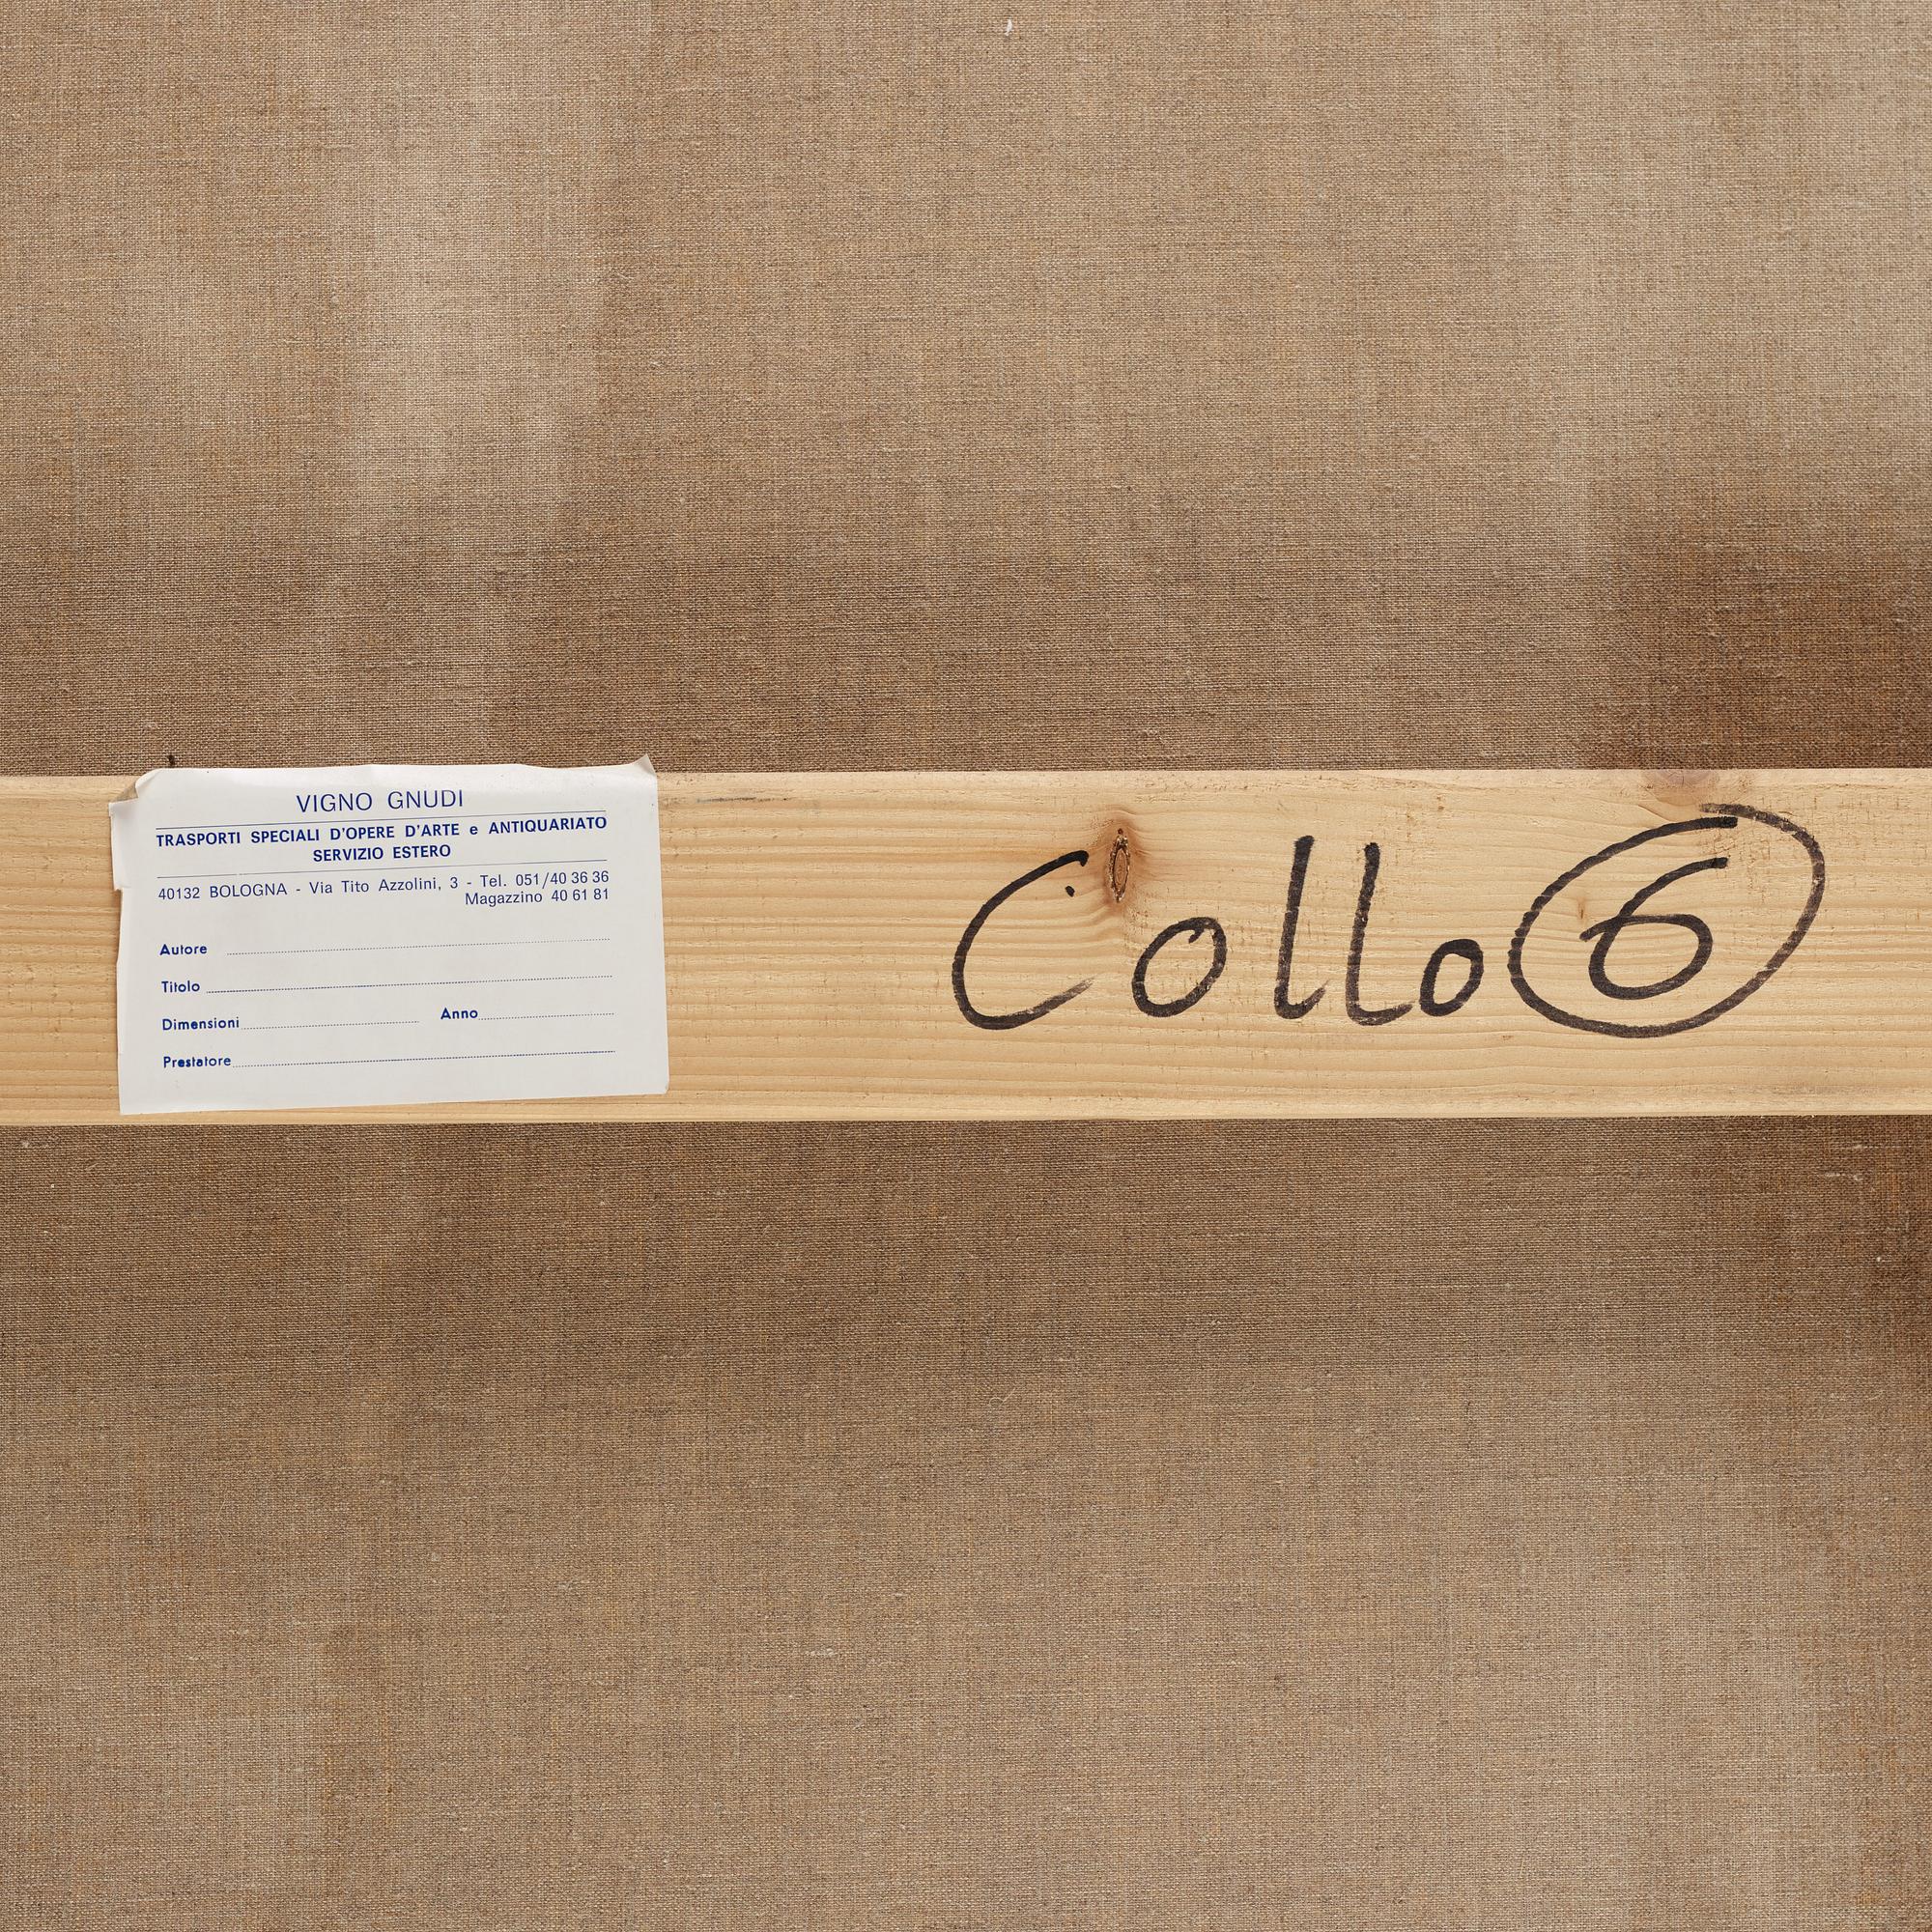 VIGNO GNUDI
TRASPORTI SPECIALI D'OPERE D'ARTE e ANTIQUARIATO
SERVIZIO ESTERO
40132 BOLOGNA - Via Tito Azzolini, 3 - Tel. 051/40 36 36
Magazzino 40 61 81
Autore
Titolo
Dimensioni Anno
Prestatore
Collo 6